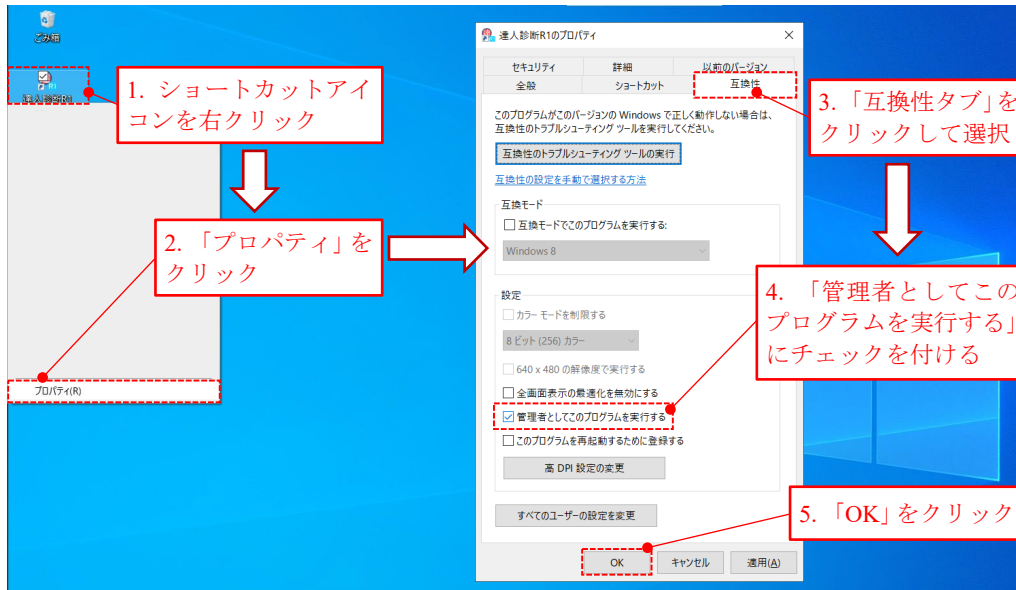 ごみ箱
達人診断R1
1. ショートカットアイ
コンを右クリック
2. 「プロパティ」を
クリック
プロパティ(R)
達人診断R1のプロパティ
セキュリティ 詳細 以前のバージョン
全般 ショートカット 互換性
このプログラムがこのバージョンの Windows で正しく動作しない場合は、
互換性のトラブルシューティング ツールを実行してください。
互換性のトラブルシューティング ツールの実行
互換性の設定を手動で選択する方法
互換モード
互換モードでこのプログラムを実行する:
Windows 8
設定
カラー モードを制限する
8 ビット (256) カラー
640 x 480 の解像度で実行する
全画面表示の最適化を無効にする
管理者としてこのプログラムを実行する
このプログラムを再起動するために登録する
高 DPI 設定の変更
すべてのユーザーの設定を変更
OK キャンセル 適用(A)
3. 「互換性タブ」を
クリックして選択
4. 「管理者としてこの
プログラムを実行する」
にチェックを付ける
5. 「OK」をクリック